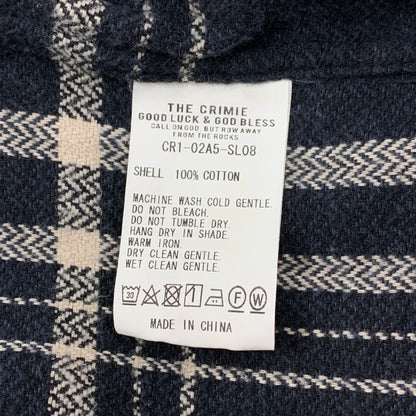 THE CRIMIE
GOOD LUCK & GOD BLESS
CALL ON GOD, BUT ROW AWAY
FROM THE ROCKS
CR1-02A5-SL08
SHELL 100% COTTON
MACHINE WASH COLD GENTLE.
DO NOT BLEACH.
DO NOT TUMBLE DRY.
HANG DRY IN SHADE.
WARM IRON.
DRY CLEAN GENTLE.
WET CLEAN GENTLE.
30 F W
MADE IN CHINA